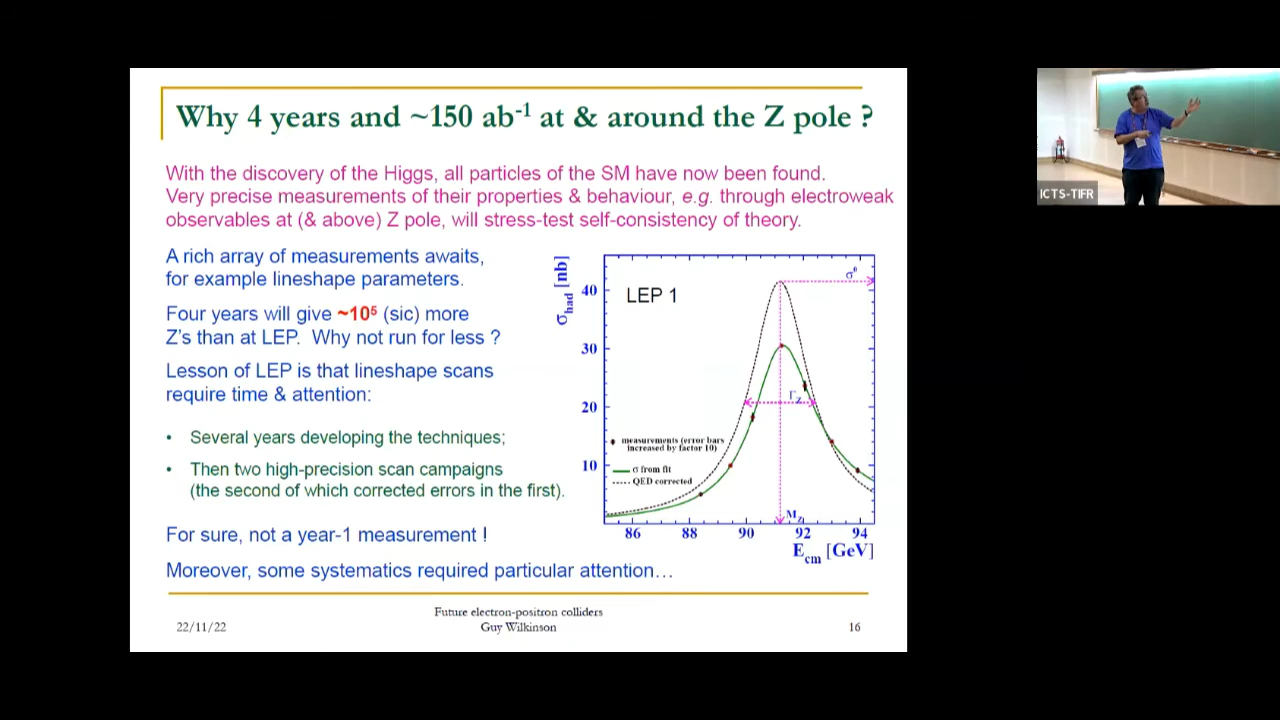 Why 4 years and ~150 ab-1 at & around the Z pole ?
With the discovery of the Higgs, all particles of the SM have now been found.
Very precise measurements of their properties & behaviour, e.g. through electroweak
observables at (& above) Z pole, will stress-test self-consistency of theory.
A rich array of measurements awaits,
for example lineshape parameters.
Four years will give ~10⁵ (sic) more
Z's than at LEP. Why not run for less ?
Lesson of LEP is that lineshape scans
require time & attention:
• Several years developing the techniques;
• Then two high-precision scan campaigns
(the second of which corrected errors in the first).
For sure, not a year-1 measurement !
Moreover, some systematics required particular attention…
σhad [nb]
40
30
20
10
LEP 1
σ⁰
ΓZ
measurements (error bars
increased by factor 10)
σ from fit
QED corrected
MZ
86 88 90 92 94
Ecm [GeV]
22/11/22
Future electron-positron colliders
Guy Wilkinson
16
ICTS-TIFR